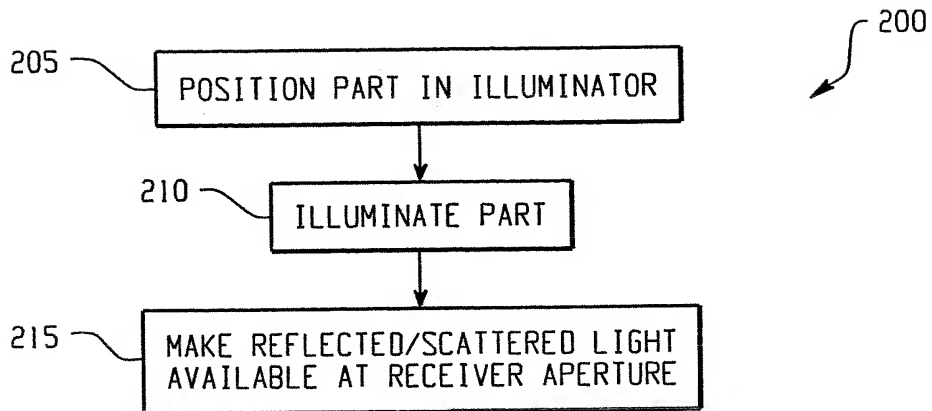 200
205
POSITION PART IN ILLUMINATOR
210
ILLUMINATE PART
215
MAKE REFLECTED/SCATTERED LIGHT
AVAILABLE AT RECEIVER APERTURE